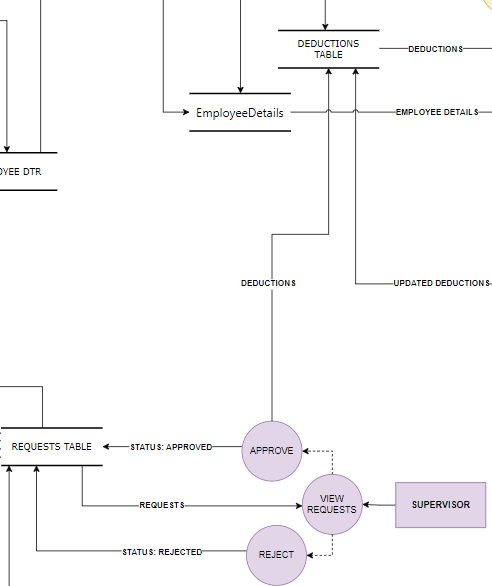 DEDUCTIONS
TABLE
DEDUCTIONS
EmployeeDetails
EMPLOYEE DETAILS
OYEE DTR
DEDUCTIONS
UPDATED DEDUCTIONS
REQUESTS TABLE
STATUS: APPROVED
APPROVE
REQUESTS
VIEW
REQUESTS
SUPERVISOR
STATUS: REJECTED
REJECT